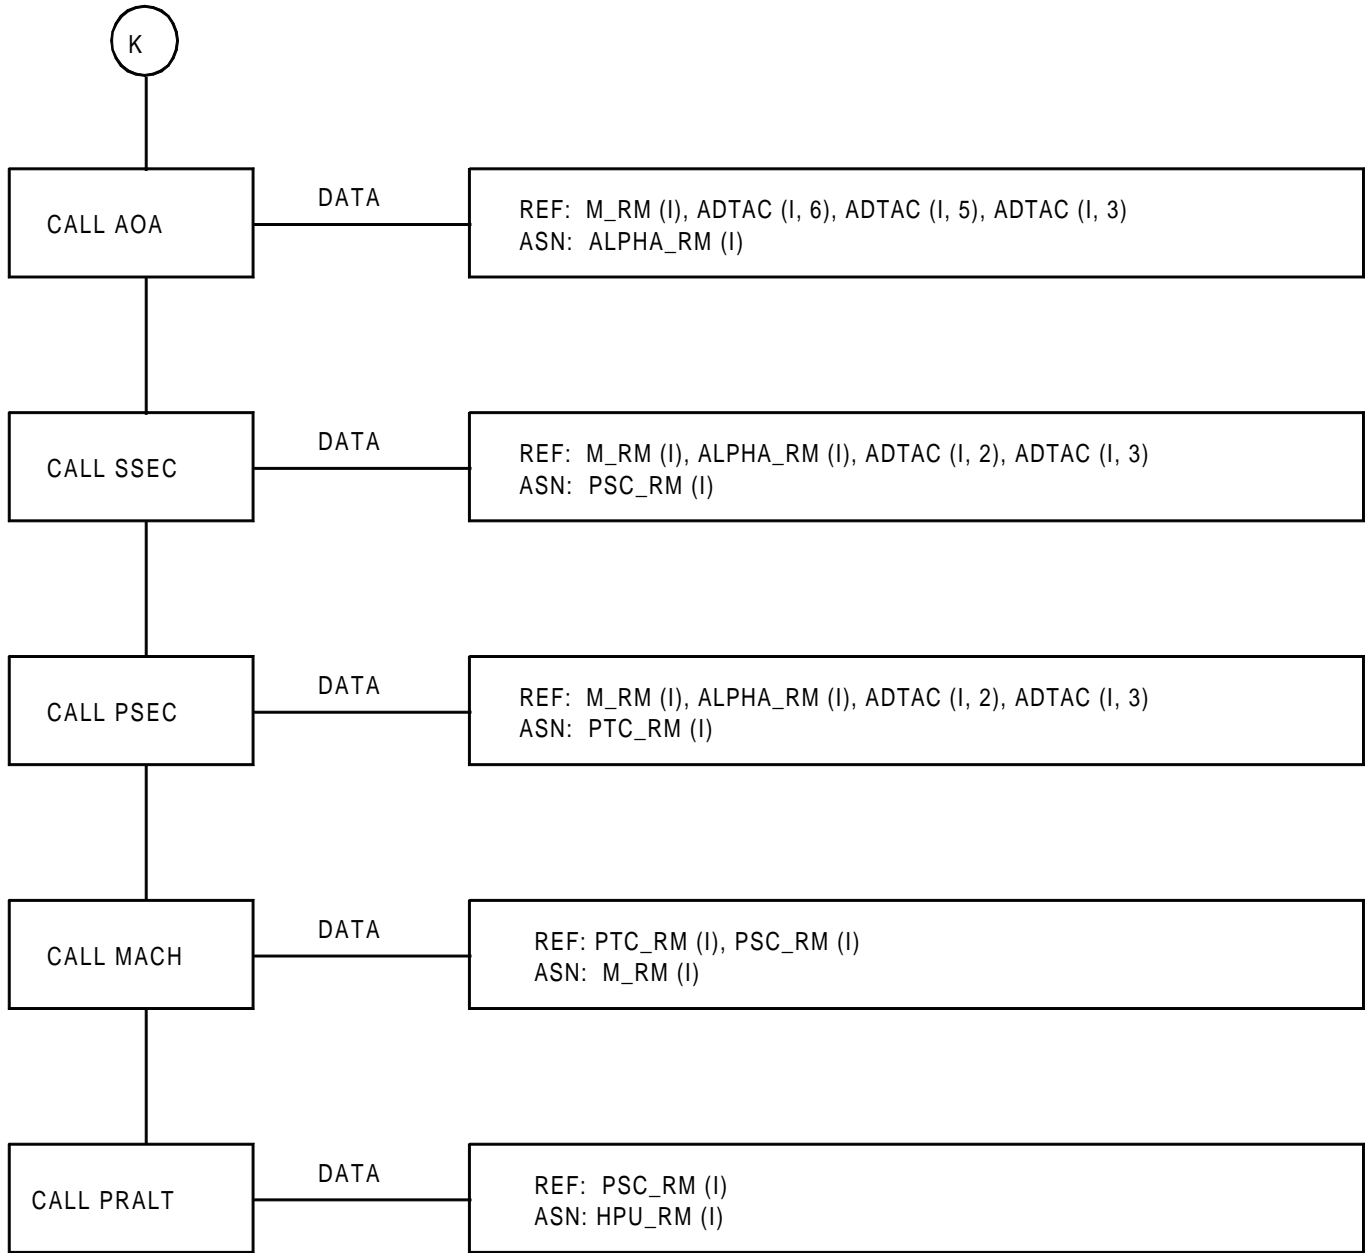 K
CALL AOA
DATA
REF: M_RM (I), ADTAC (I, 6), ADTAC (I, 5), ADTAC (I, 3)
ASN: ALPHA_RM (I)
CALL SSEC
DATA
REF: M_RM (I), ALPHA_RM (I), ADTAC (I, 2), ADTAC (I, 3)
ASN: PSC_RM (I)
CALL PSEC
DATA
REF: M_RM (I), ALPHA_RM (I), ADTAC (I, 2), ADTAC (I, 3)
ASN: PTC_RM (I)
CALL MACH
DATA
REF: PTC_RM (I), PSC_RM (I)
ASN: M_RM (I)
CALL PRALT
DATA
REF: PSC_RM (I)
ASN: HPU_RM (I)